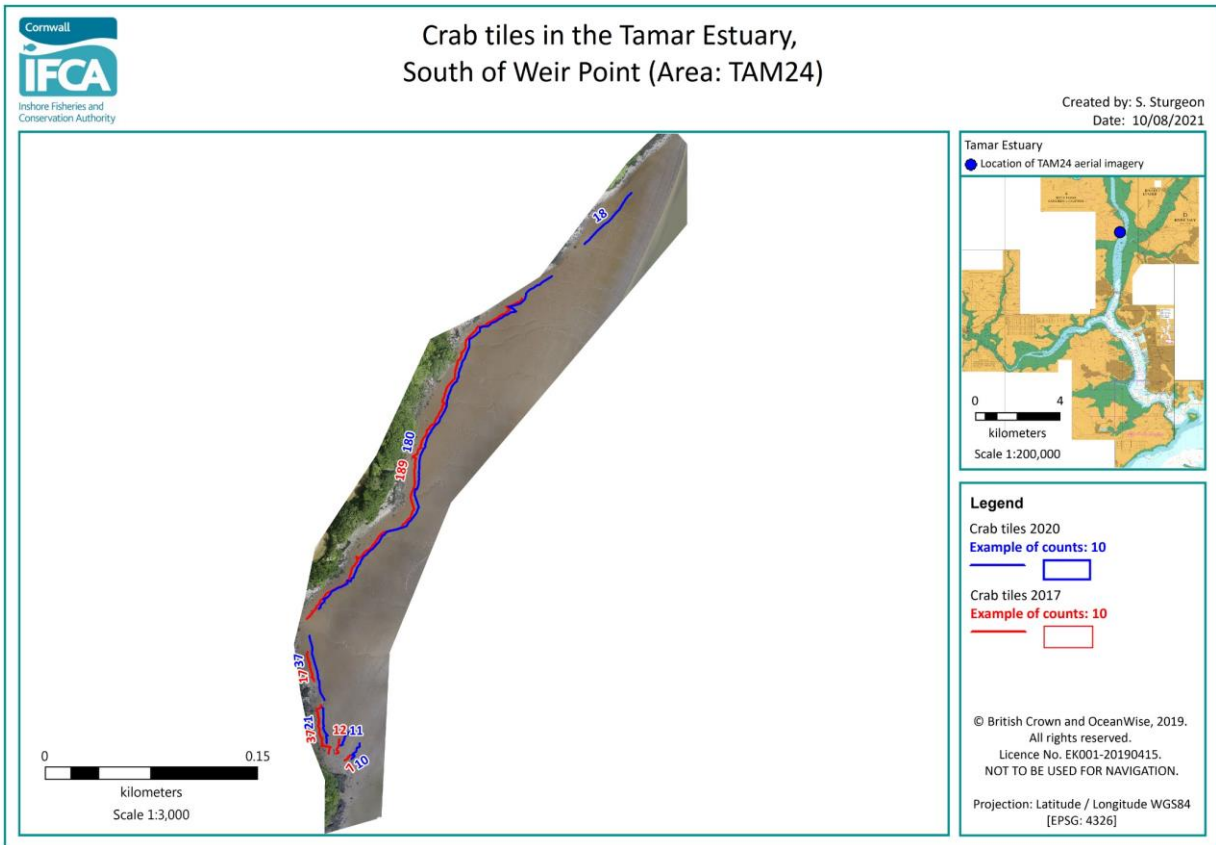 Cornwall
IFCA
Inshore Fisheries and
Conservation Authority
Crab tiles in the Tamar Estuary,
South of Weir Point (Area: TAM24)
Created by: S. Sturgeon
Date: 10/08/2021
18
180
189
37
17
21
37
12
11
7
10
0
0.15
kilometers
Scale 1:3,000
Tamar Estuary
Location of TAM24 aerial imagery
0
4
kilometers
Scale 1:200,000
Legend
Crab tiles 2020
Example of counts: 10
Crab tiles 2017
Example of counts: 10
© British Crown and OceanWise, 2019.
All rights reserved.
Licence No. EK001-20190415.
NOT TO BE USED FOR NAVIGATION.
Projection: Latitude / Longitude WGS84
[EPSG: 4326]